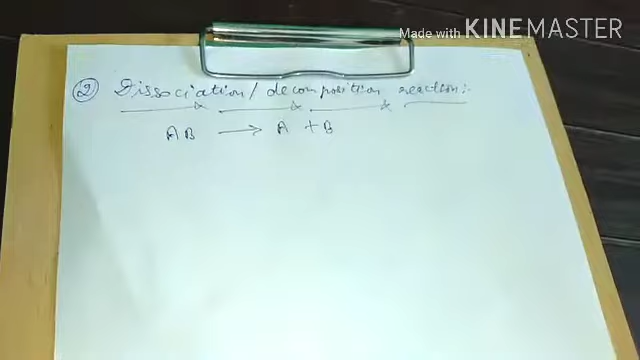 Made with KINEMASTER
② Dissociation/decomposition reaction:
AB → A + B